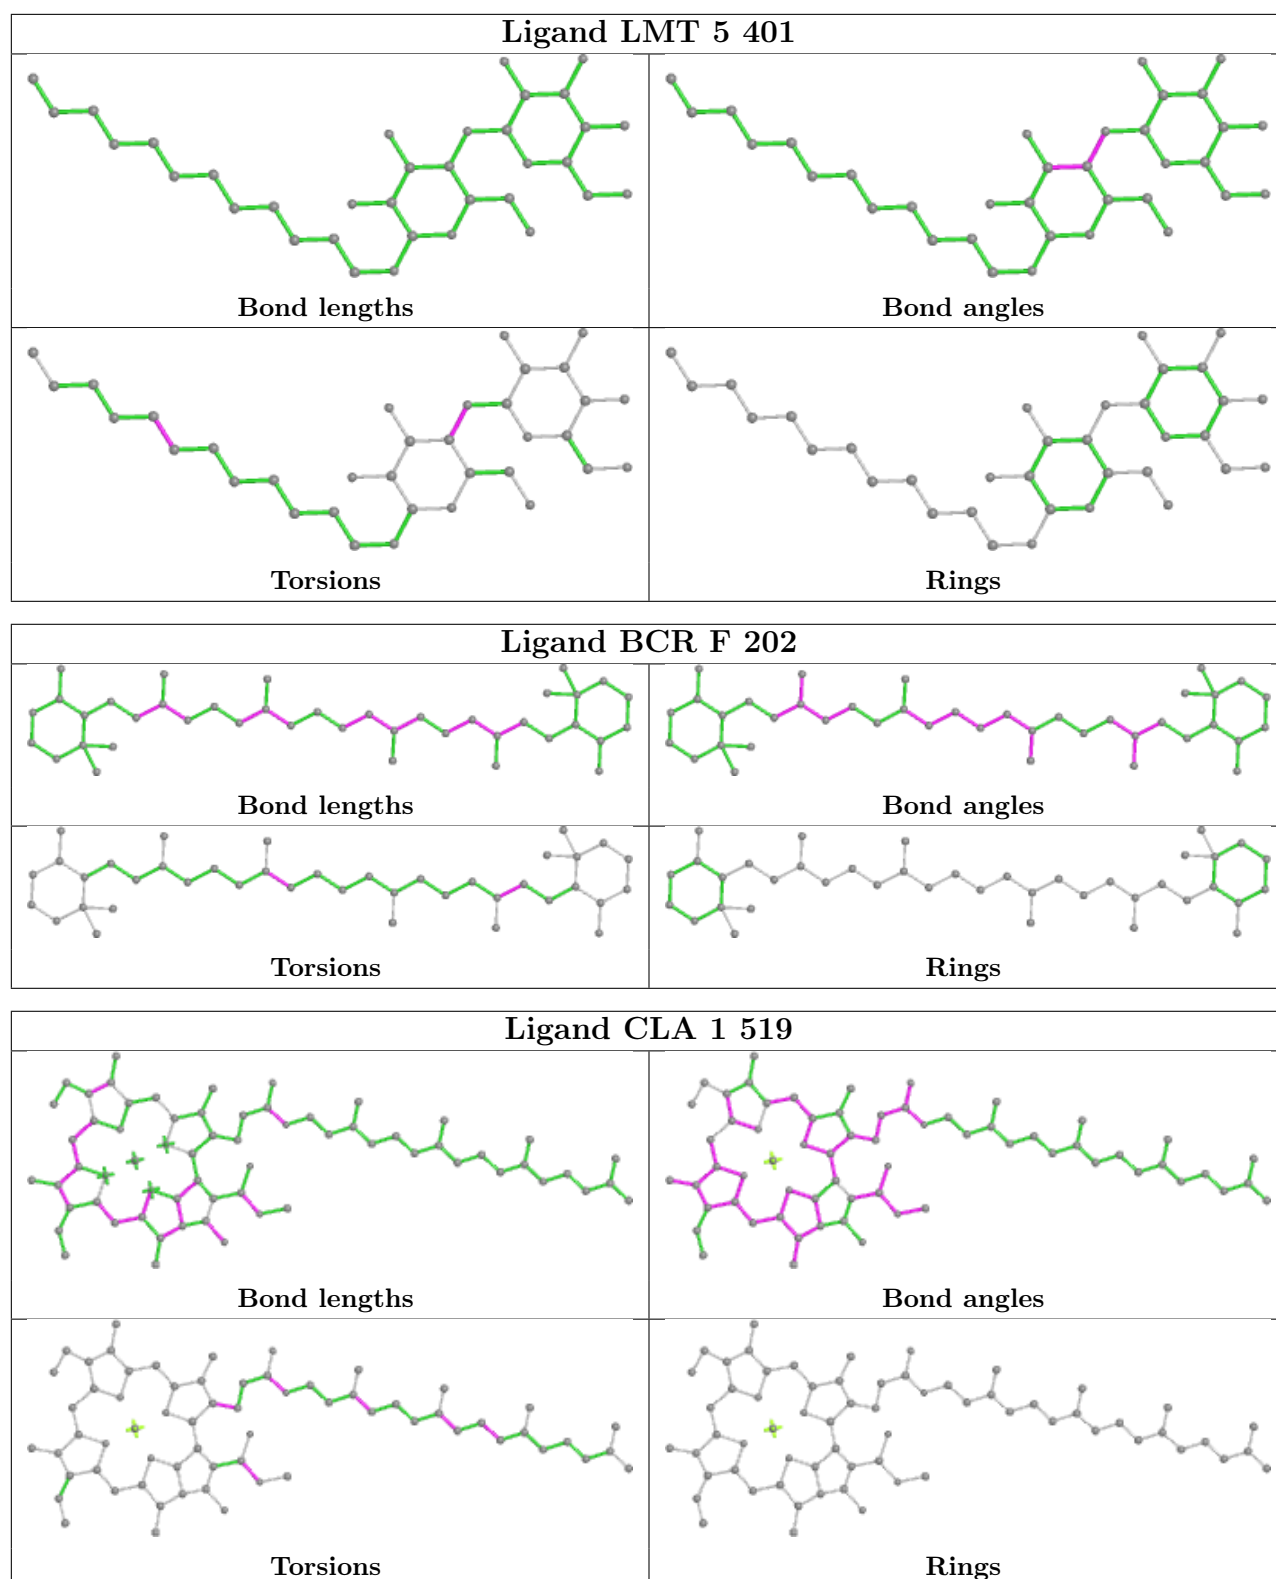 Ligand LMT 5 401
Bond lengths
Bond angles
Torsions
Rings
Ligand BCR F 202
Bond lengths
Bond angles
Torsions
Rings
Ligand CLA 1 519
Bond lengths
Bond angles
Torsions
Rings